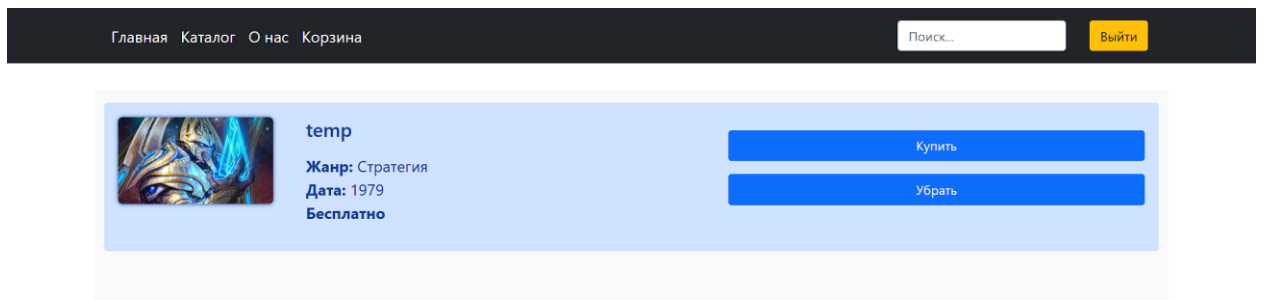 Главная Каталог О нас Корзина Поиск... Выйти
temp
Жанр: Стратегия
Дата: 1979
Бесплатно
Купить
Убрать